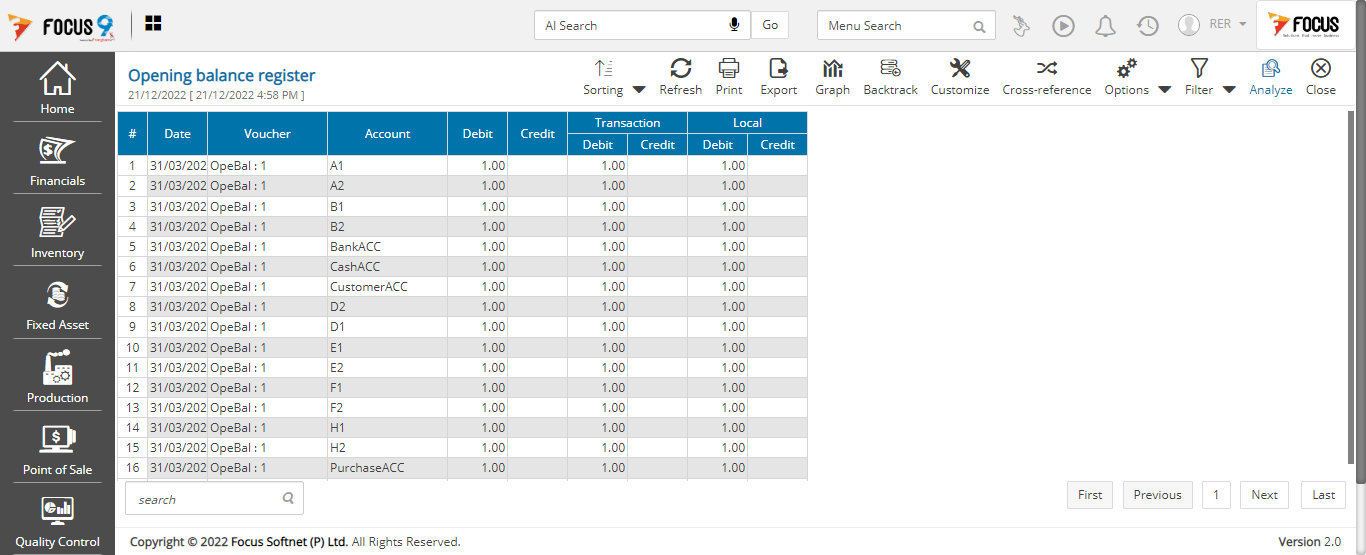 FOCUS 9
AI Search
Go
Menu Search
RER
FOCUS
Home
Financials
Inventory
Fixed Asset
Production
Point of Sale
Quality Control
Opening balance register
21/12/2022 [ 21/12/2022 4:58 PM ]
Sorting Refresh Print Export Graph Backtrack Customize Cross-reference Options Filter Analyze Close
# Date Voucher Account Debit Credit Transaction Local
Debit Credit Debit Credit
1 31/03/202 OpeBal : 1 A1 1.00 1.00 1.00
2 31/03/202 OpeBal : 1 A2 1.00 1.00 1.00
3 31/03/202 OpeBal : 1 B1 1.00 1.00 1.00
4 31/03/202 OpeBal : 1 B2 1.00 1.00 1.00
5 31/03/202 OpeBal : 1 BankACC 1.00 1.00 1.00
6 31/03/202 OpeBal : 1 CashACC 1.00 1.00 1.00
7 31/03/202 OpeBal : 1 CustomerACC 1.00 1.00 1.00
8 31/03/202 OpeBal : 1 D2 1.00 1.00 1.00
9 31/03/202 OpeBal : 1 D1 1.00 1.00 1.00
10 31/03/202 OpeBal : 1 E1 1.00 1.00 1.00
11 31/03/202 OpeBal : 1 E2 1.00 1.00 1.00
12 31/03/202 OpeBal : 1 F1 1.00 1.00 1.00
13 31/03/202 OpeBal : 1 F2 1.00 1.00 1.00
14 31/03/202 OpeBal : 1 H1 1.00 1.00 1.00
15 31/03/202 OpeBal : 1 H2 1.00 1.00 1.00
16 31/03/202 OpeBal : 1 PurchaseACC 1.00 1.00 1.00
search
First Previous 1 Next Last
Copyright © 2022 Focus Softnet (P) Ltd. All Rights Reserved.
Version 2.0